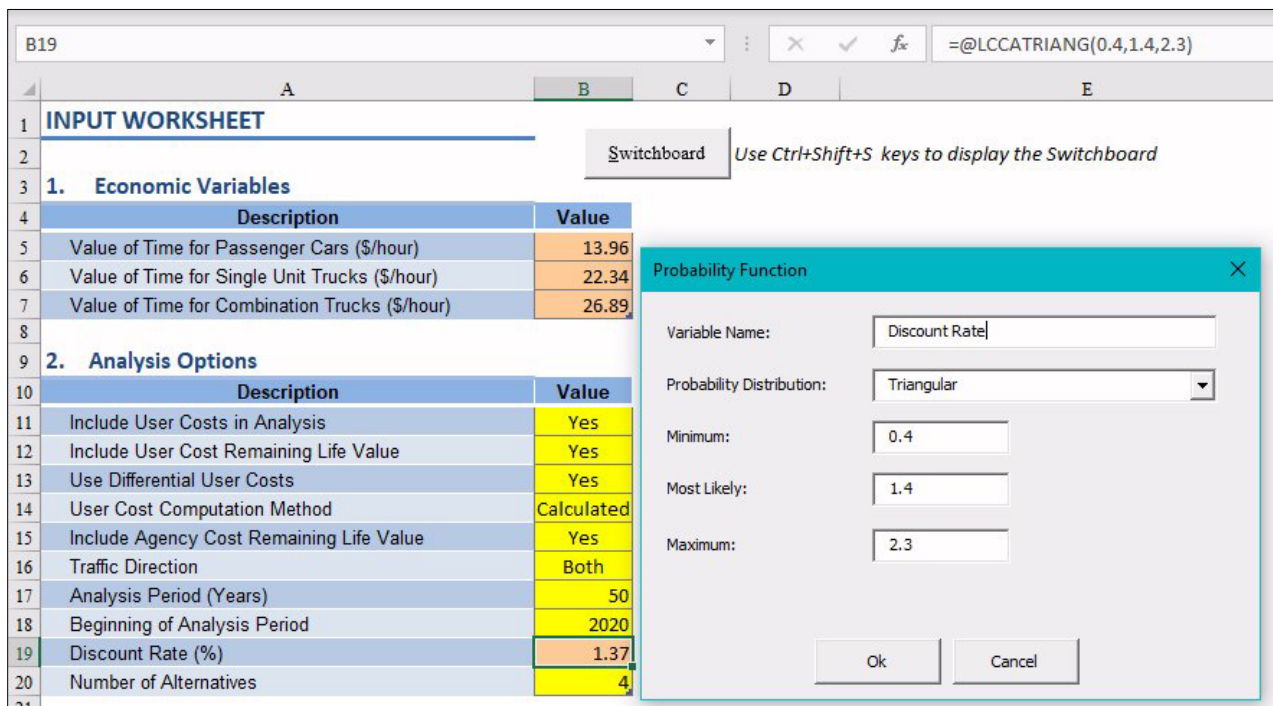 B19
fx
=@LCCATRIANG(0.4,1.4,2.3)
A B C D E
1 INPUT WORKSHEET
2 Switchboard Use Ctrl+Shift+S keys to display the Switchboard
3 1. Economic Variables
4 Description Value
5 Value of Time for Passenger Cars ($/hour) 13.96
6 Value of Time for Single Unit Trucks ($/hour) 22.34
7 Value of Time for Combination Trucks ($/hour) 26.89
8
9 2. Analysis Options
10 Description Value
11 Include User Costs in Analysis Yes
12 Include User Cost Remaining Life Value Yes
13 Use Differential User Costs Yes
14 User Cost Computation Method Calculated
15 Include Agency Cost Remaining Life Value Yes
16 Traffic Direction Both
17 Analysis Period (Years) 50
18 Beginning of Analysis Period 2020
19 Discount Rate (%) 1.37
20 Number of Alternatives 4
21
Probability Function
Variable Name: Discount Rate
Probability Distribution: Triangular
Minimum: 0.4
Most Likely: 1.4
Maximum: 2.3
Ok Cancel